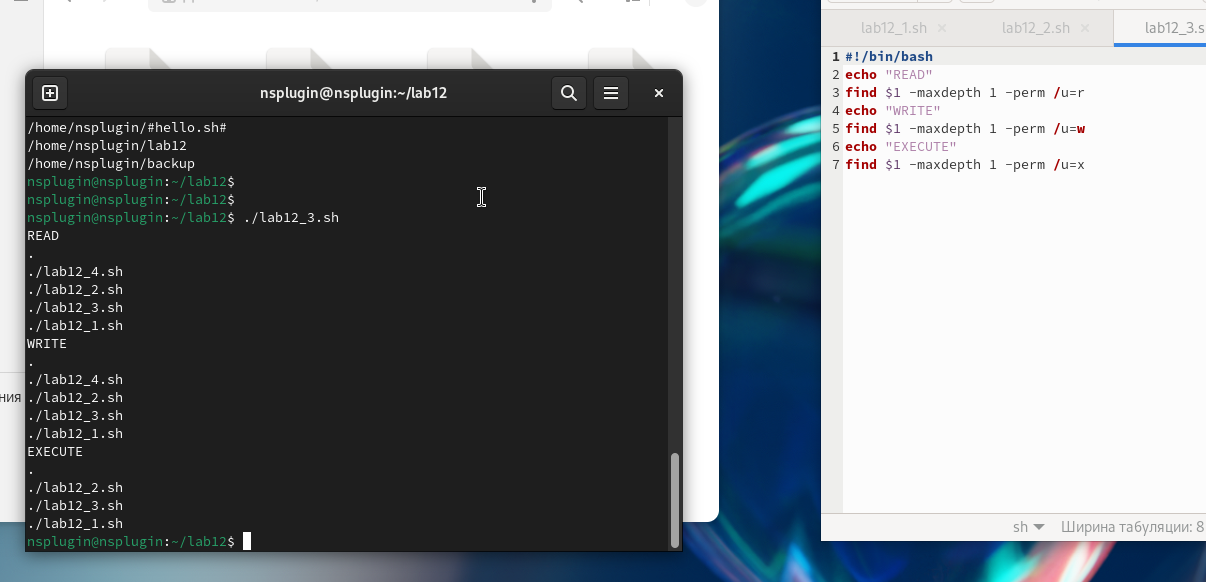 nsplugin@nsplugin:~/lab12
/home/nsplugin/#hello.sh#
/home/nsplugin/lab12
/home/nsplugin/backup
nsplugin@nsplugin:~/lab12$
nsplugin@nsplugin:~/lab12$
nsplugin@nsplugin:~/lab12$ ./lab12_3.sh
READ
.
./lab12_4.sh
./lab12_2.sh
./lab12_3.sh
./lab12_1.sh
WRITE
.
./lab12_4.sh
./lab12_2.sh
./lab12_3.sh
./lab12_1.sh
EXECUTE
.
./lab12_2.sh
./lab12_3.sh
./lab12_1.sh
nsplugin@nsplugin:~/lab12$
ния
lab12_1.sh × lab12_2.sh × lab12_3.s
1 #!/bin/bash
2 echo "READ"
3 find $1 -maxdepth 1 -perm /u=r
4 echo "WRITE"
5 find $1 -maxdepth 1 -perm /u=w
6 echo "EXECUTE"
7 find $1 -maxdepth 1 -perm /u=x
sh Ширина табуляции: 8